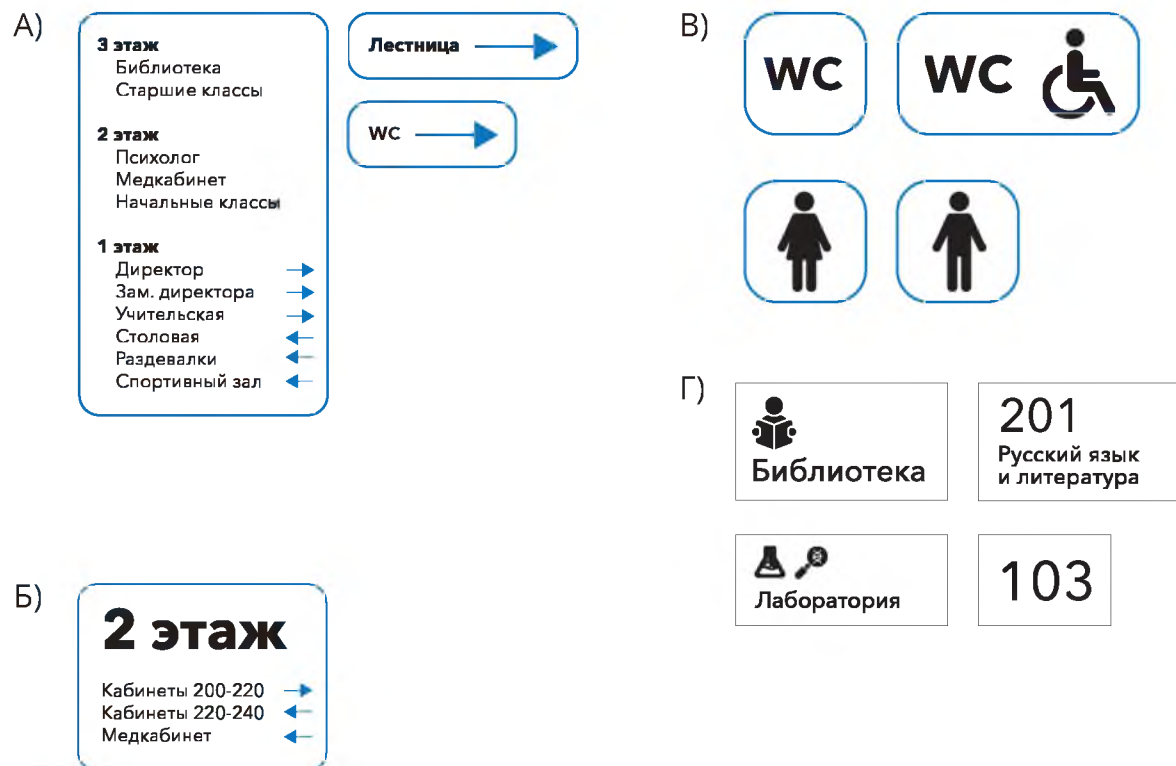 А)
3 этаж
Библиотека
Старшие классы
2 этаж
Психолог
Медкабинет
Начальные классы
1 этаж
Директор
Зам. директора
Учительская
Столовая
Раздевалки
Спортивный зал
Лестница
WC
Б)
2 этаж
Кабинеты 200-220
Кабинеты 220-240
Медкабинет
В)
WC
WC
Г)
Библиотека
201
Русский язык
и литература
Лаборатория
103